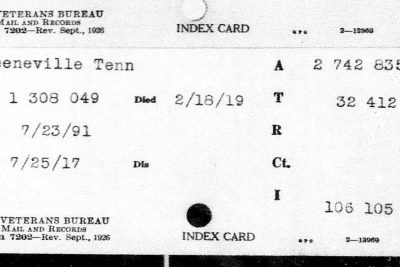 VETERANS BUREAU
MAIL AND RECORDS
7202—Rev. Sept., 1926
INDEX CARD
GPO 2—12969
eeneville Tenn A 2 742 835
1 308 049 Died 2/18/19 T 32 412
7/23/91 R
7/25/17 Dis Ct.
I 106 105
VETERANS BUREAU
MAIL AND RECORDS
7202—Rev. Sept., 1926
INDEX CARD
GPO 2—12969